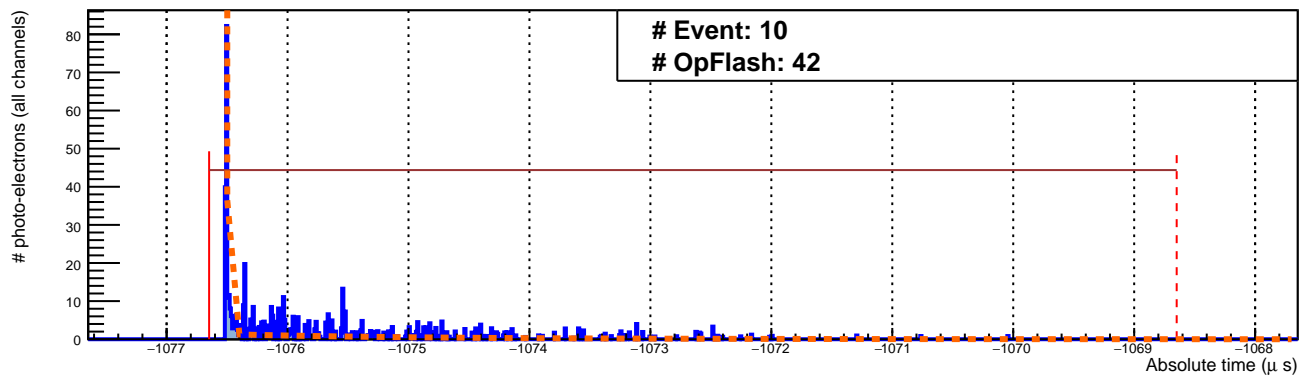 # Event: 10
# OpFlash: 42
# photo-electrons (all channels)
80
70
60
50
40
30
20
10
0
−1077 −1076 −1075 −1074 −1073 −1072 −1071 −1070 −1069 −1068
Absolute time (μ s)